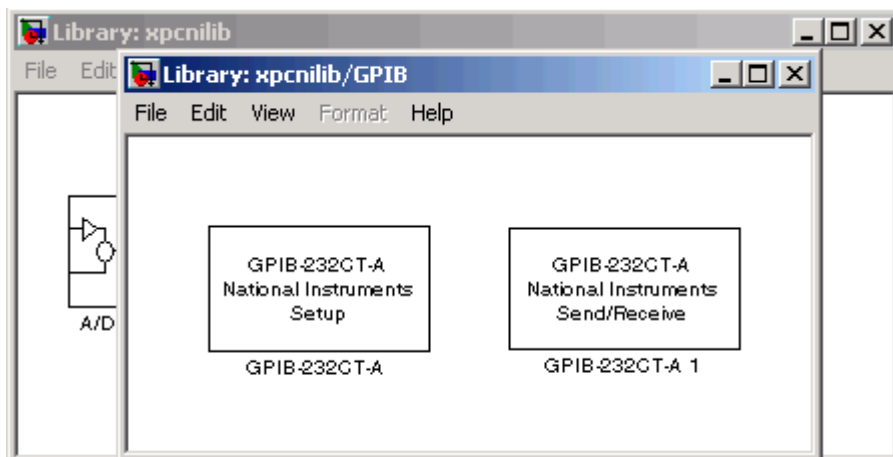 Library: xpcnilib
File Edit
Library: xpcnilib/GPIB
File Edit View Format Help
A/D
GPIB-232CT-A
National Instruments
Setup
GPIB-232CT-A
GPIB-232CT-A
National Instruments
Send/Receive
GPIB-232CT-A 1